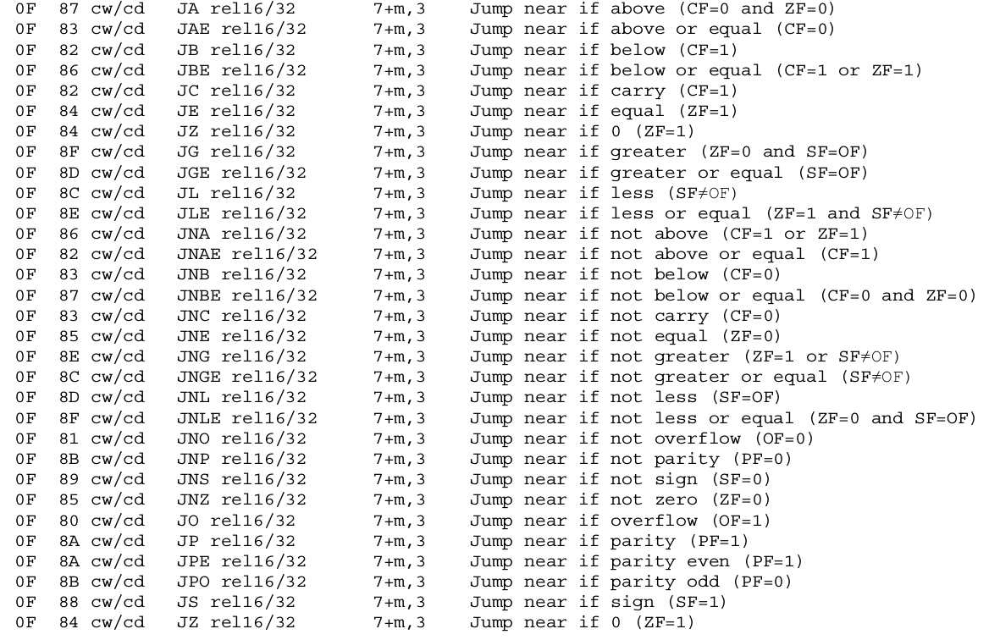 0F  87 cw/cd   JA rel16/32       7+m,3    Jump near if above (CF=0 and ZF=0)
0F  83 cw/cd   JAE rel16/32      7+m,3    Jump near if above or equal (CF=0)
0F  82 cw/cd   JB rel16/32       7+m,3    Jump near if below (CF=1)
0F  86 cw/cd   JBE rel16/32      7+m,3    Jump near if below or equal (CF=1 or ZF=1)
0F  82 cw/cd   JC rel16/32       7+m,3    Jump near if carry (CF=1)
0F  84 cw/cd   JE rel16/32       7+m,3    Jump near if equal (ZF=1)
0F  84 cw/cd   JZ rel16/32       7+m,3    Jump near if 0 (ZF=1)
0F  8F cw/cd   JG rel16/32       7+m,3    Jump near if greater (ZF=0 and SF=OF)
0F  8D cw/cd   JGE rel16/32      7+m,3    Jump near if greater or equal (SF=OF)
0F  8C cw/cd   JL rel16/32       7+m,3    Jump near if less (SF≠OF)
0F  8E cw/cd   JLE rel16/32      7+m,3    Jump near if less or equal (ZF=1 and SF≠OF)
0F  86 cw/cd   JNA rel16/32      7+m,3    Jump near if not above (CF=1 or ZF=1)
0F  82 cw/cd   JNAE rel16/32     7+m,3    Jump near if not above or equal (CF=1)
0F  83 cw/cd   JNB rel16/32      7+m,3    Jump near if not below (CF=0)
0F  87 cw/cd   JNBE rel16/32     7+m,3    Jump near if not below or equal (CF=0 and ZF=0)
0F  83 cw/cd   JNC rel16/32      7+m,3    Jump near if not carry (CF=0)
0F  85 cw/cd   JNE rel16/32      7+m,3    Jump near if not equal (ZF=0)
0F  8E cw/cd   JNG rel16/32      7+m,3    Jump near if not greater (ZF=1 or SF≠OF)
0F  8C cw/cd   JNGE rel16/32     7+m,3    Jump near if not greater or equal (SF≠OF)
0F  8D cw/cd   JNL rel16/32      7+m,3    Jump near if not less (SF=OF)
0F  8F cw/cd   JNLE rel16/32     7+m,3    Jump near if not less or equal (ZF=0 and SF=OF)
0F  81 cw/cd   JNO rel16/32      7+m,3    Jump near if not overflow (OF=0)
0F  8B cw/cd   JNP rel16/32      7+m,3    Jump near if not parity (PF=0)
0F  89 cw/cd   JNS rel16/32      7+m,3    Jump near if not sign (SF=0)
0F  85 cw/cd   JNZ rel16/32      7+m,3    Jump near if not zero (ZF=0)
0F  80 cw/cd   JO rel16/32       7+m,3    Jump near if overflow (OF=1)
0F  8A cw/cd   JP rel16/32       7+m,3    Jump near if parity (PF=1)
0F  8A cw/cd   JPE rel16/32      7+m,3    Jump near if parity even (PF=1)
0F  8B cw/cd   JPO rel16/32      7+m,3    Jump near if parity odd (PF=0)
0F  88 cw/cd   JS rel16/32       7+m,3    Jump near if sign (SF=1)
0F  84 cw/cd   JZ rel16/32       7+m,3    Jump near if 0 (ZF=1)